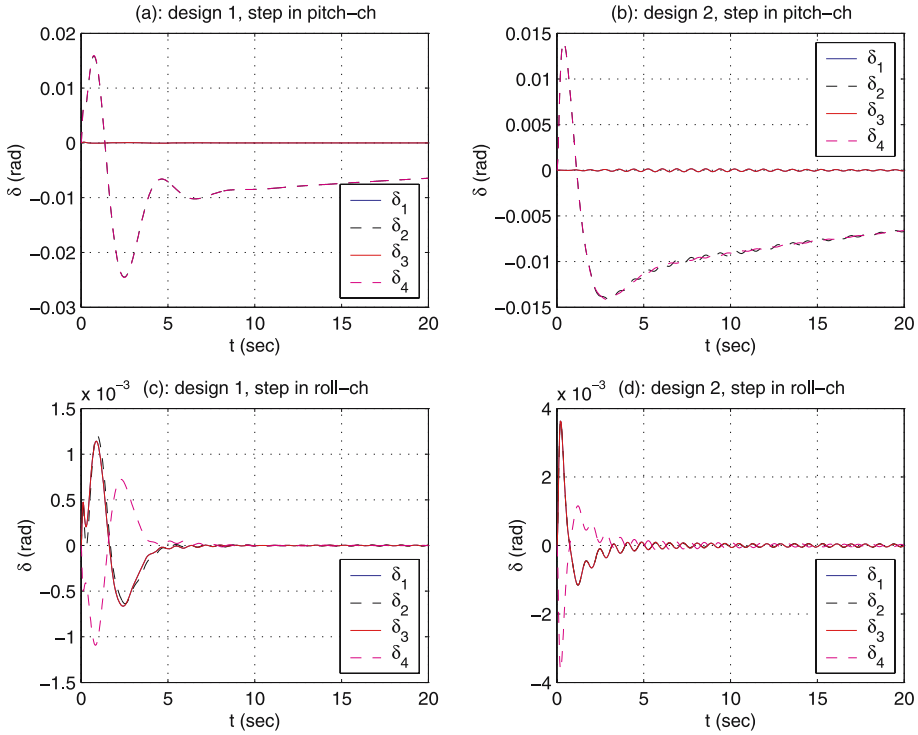 (a): design 1, step in pitch−ch
0.02
0.01
0
−0.01
−0.02
−0.03
δ (rad)
0
5
10
15
20
t (sec)
δ1
δ2
δ3
δ4
(b): design 2, step in pitch−ch
0.015
0.01
0.005
0
−0.005
−0.01
−0.015
δ (rad)
0
5
10
15
20
t (sec)
δ1
δ2
δ3
δ4
(c): design 1, step in roll−ch
x 10−3
1.5
1
0.5
0
−0.5
−1
−1.5
δ (rad)
0
5
10
15
20
t (sec)
δ1
δ2
δ3
δ4
(d): design 2, step in roll−ch
x 10−3
4
2
0
−2
−4
δ (rad)
0
5
10
15
20
t (sec)
δ1
δ2
δ3
δ4